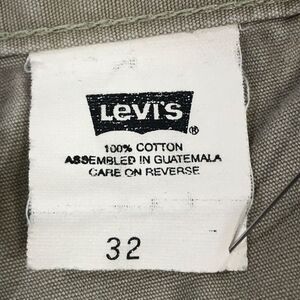 Levi's ®
100% COTTON
ASSEMBLED IN GUATEMALA
CARE ON REVERSE
32